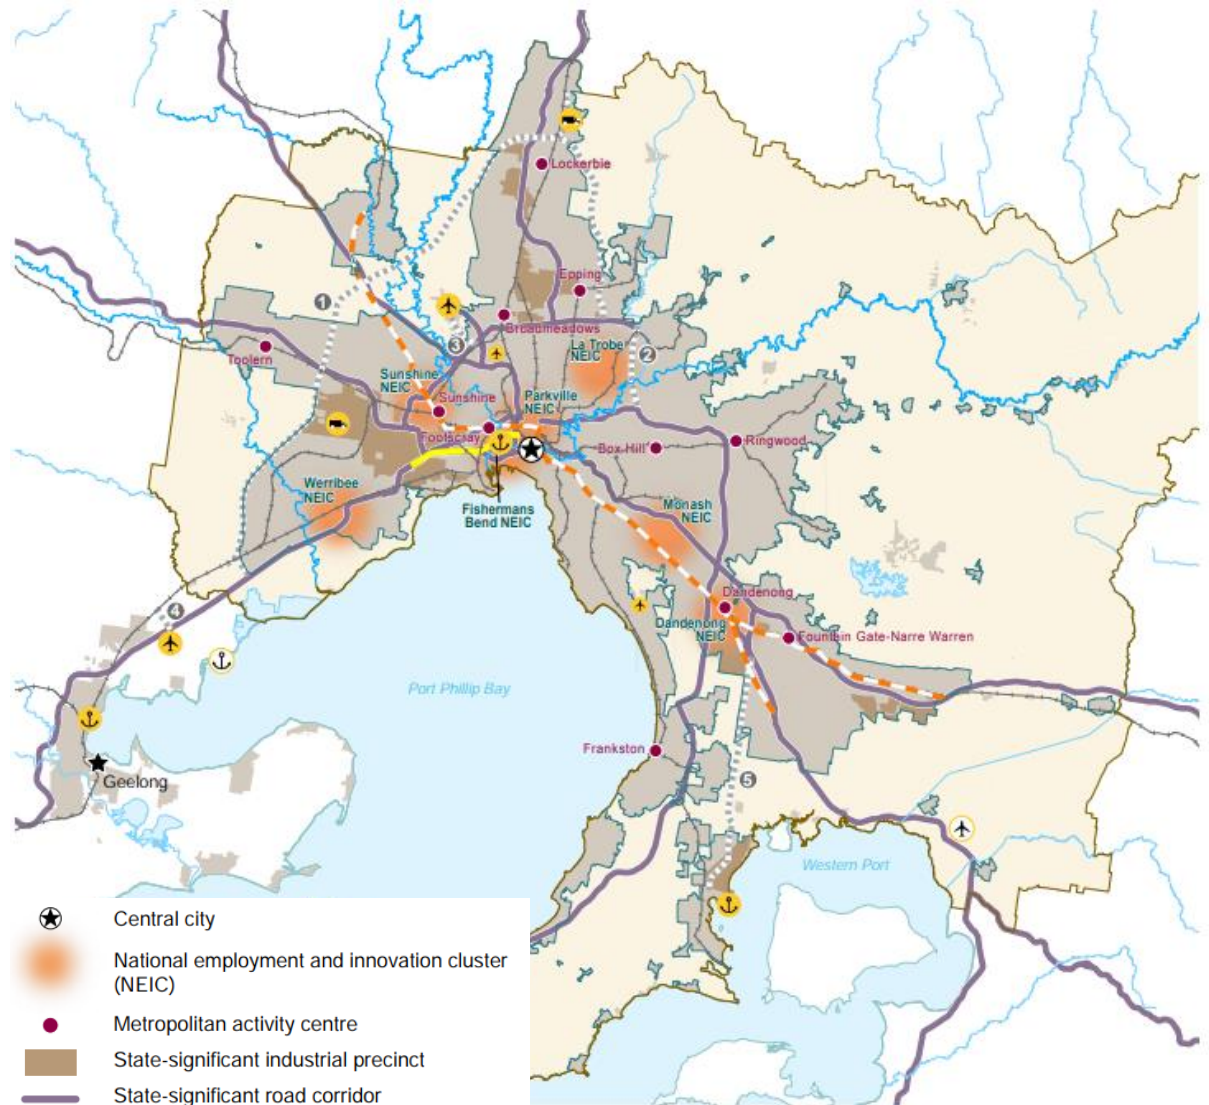 Lockerbie
Epping
1
Broadmeadows
La Trobe
NEIC
3
2
Toolern
Sunshine
NEIC
Sunshine
Parkville
NEIC
Footscray
Box Hill
Ringwood
Werribee
NEIC
Fishermans
Bend NEIC
Monash
NEIC
Dandenong
4
Dandenong
NEIC
Fountain Gate-Narre Warren
Port Phillip Bay
Frankston
5
Geelong
Western Port
Central city
National employment and innovation cluster
(NEIC)
Metropolitan activity centre
State-significant industrial precinct
State-significant road corridor